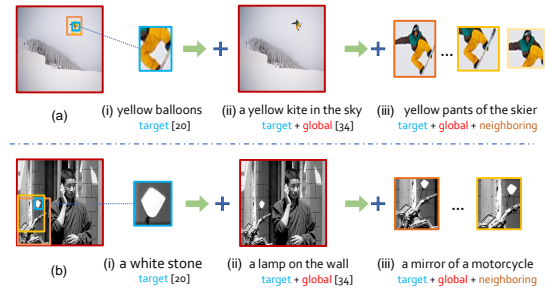 ...
(a)
(i) yellow balloons
(ii) a yellow kite in the sky
(iii) yellow pants of the skier
target [20]
target + global [34]
target + global + neighboring
...
(b)
(i) a white stone
(ii) a lamp on the wall
(iii) a mirror of a motorcycle
target [20]
target + global [34]
target + global + neighboring